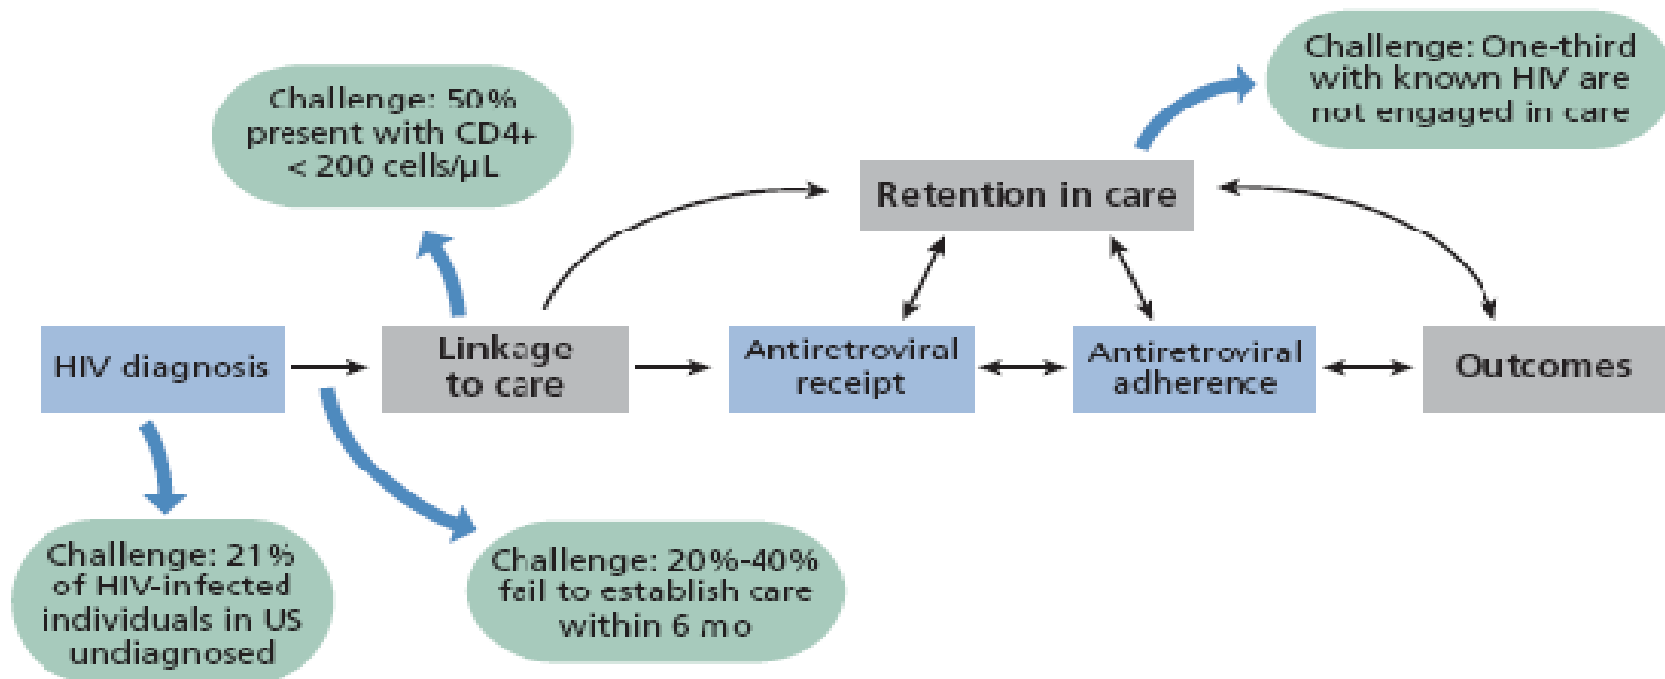 Challenge: One-third
with known HIV are
not engaged in care
Challenge: 50%
present with CD4+
< 200 cells/µL
Retention in care
HIV diagnosis
Linkage
to care
Antiretroviral
receipt
Antiretroviral
adherence
Outcomes
Challenge: 21%
of HIV-infected
individuals in US
undiagnosed
Challenge: 20%-40%
fail to establish care
within 6 mo